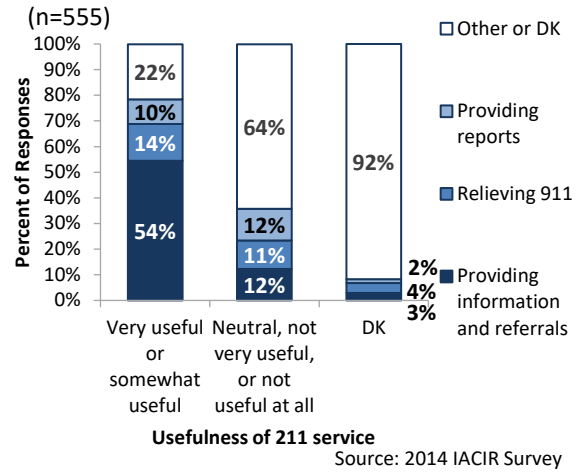 (n=555)
Percent of Responses
100%
90%
80%
70%
60%
50%
40%
30%
20%
10%
0%
22%
10%
14%
54%
64%
12%
11%
12%
92%
2%
4%
3%
Very useful
or
somewhat
useful
Neutral, not
very useful,
or not
useful at all
DK
Usefulness of 211 service
Other or DK
Providing
reports
Relieving 911
Providing
information
and referrals
Source: 2014 IACIR Survey